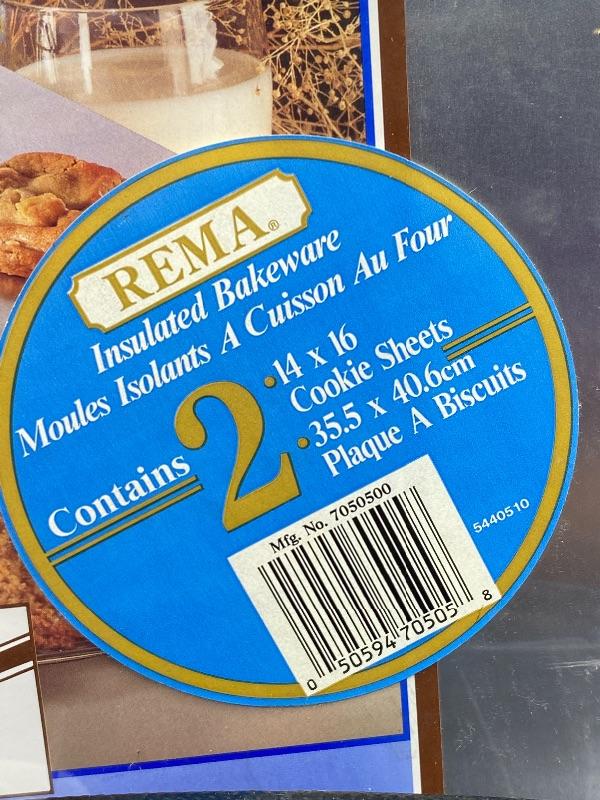 REMA®
Insulated Bakeware
Moules Isolants A Cuisson Au Four
Contains 2
• 14 x 16
Cookie Sheets
• 35.5 x 40.6cm
Plaque A Biscuits
Mfg. No. 7050500
5440510
0 50594 70505 8